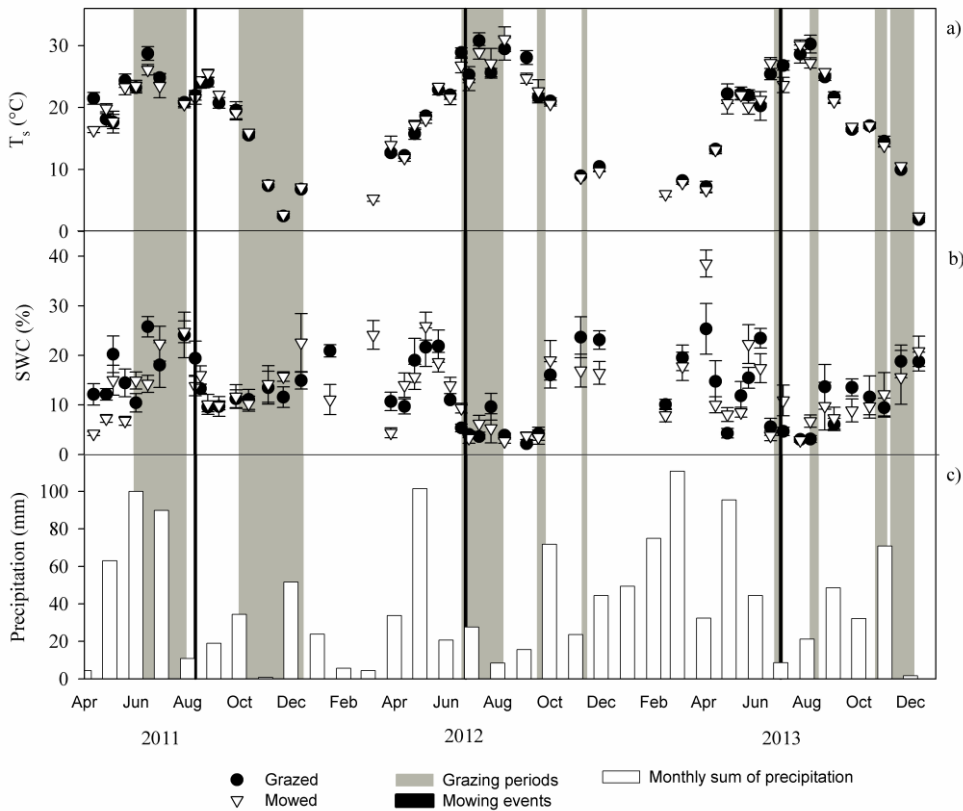 a)
30
20
10
0
T_s (°C)
b)
40
30
20
10
0
SWC (%)
c)
100
80
60
40
20
0
Precipitation (mm)
Apr Jun Aug Oct Dec Feb Apr Jun Aug Oct Dec Feb Apr Jun Aug Oct Dec
2011 2012 2013
Grazed Grazing periods Monthly sum of precipitation
Mowed Mowing events